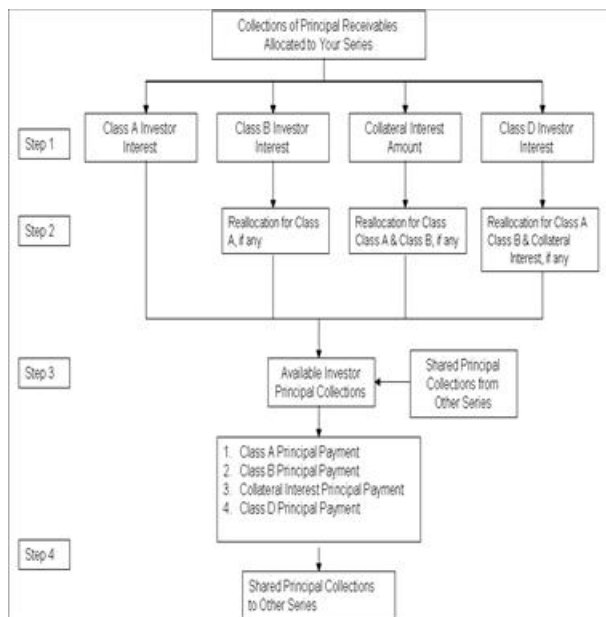 Collections of Principal Receivables
Allocated to Your Series
Step 1
Class A Investor
Interest
Class B Investor
Interest
Collateral Interest
Amount
Class D Investor
Interest
Step 2
Reallocation for Class
A, if any
Reallocation for Class
Class A & Class B, if any
Reallocation for Class A
Class B & Collateral
Interest, if any
Step 3
Available Investor
Principal Collections
Shared Principal
Collections from
Other Series
1. Class A Principal Payment
2. Class B Principal Payment
3. Collateral Interest Principal Payment
4. Class D Principal Payment
Step 4
Shared Principal Collections
to Other Series